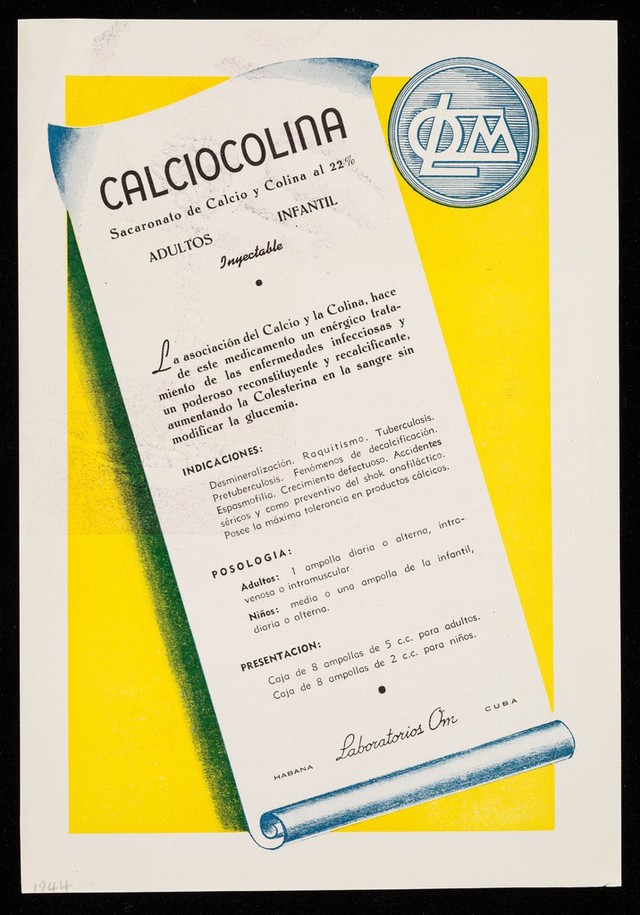 CALCIOCOLINA
Sacaronato de Calcio y Colina al 22%
ADULTOS INFANTIL
Inyectable
La asociación del Calcio y la Colina, hace
de este medicamento un enérgico trata-
miento de las enfermedades infecciosas y
un poderoso reconstituyente y recalcificante,
aumentando la Colesterina en la sangre sin
modificar la glucemia.
INDICACIONES:
Desmineralización. Raquitismo. Tuberculosis.
Pretuberculosis. Fenómenos de decalcificación.
Espasmofilia. Crecimiento defectuoso. Accidentes
séricos y como preventivo del shok anafiláctico.
Posee la máxima tolerancia en productos cálcicos.
POSOLOGIA:
Adultos: 1 ampolla diaria o alterna, intra-
venosa o intramuscular.
Niños: media o una ampolla de la infantil,
diaria o alterna.
PRESENTACION:
Caja de 8 ampollas de 5 c.c. para adultos.
Caja de 8 ampollas de 2 c.c. para niños.
HABANA Laboratorios Om CUBA
LOM
1944